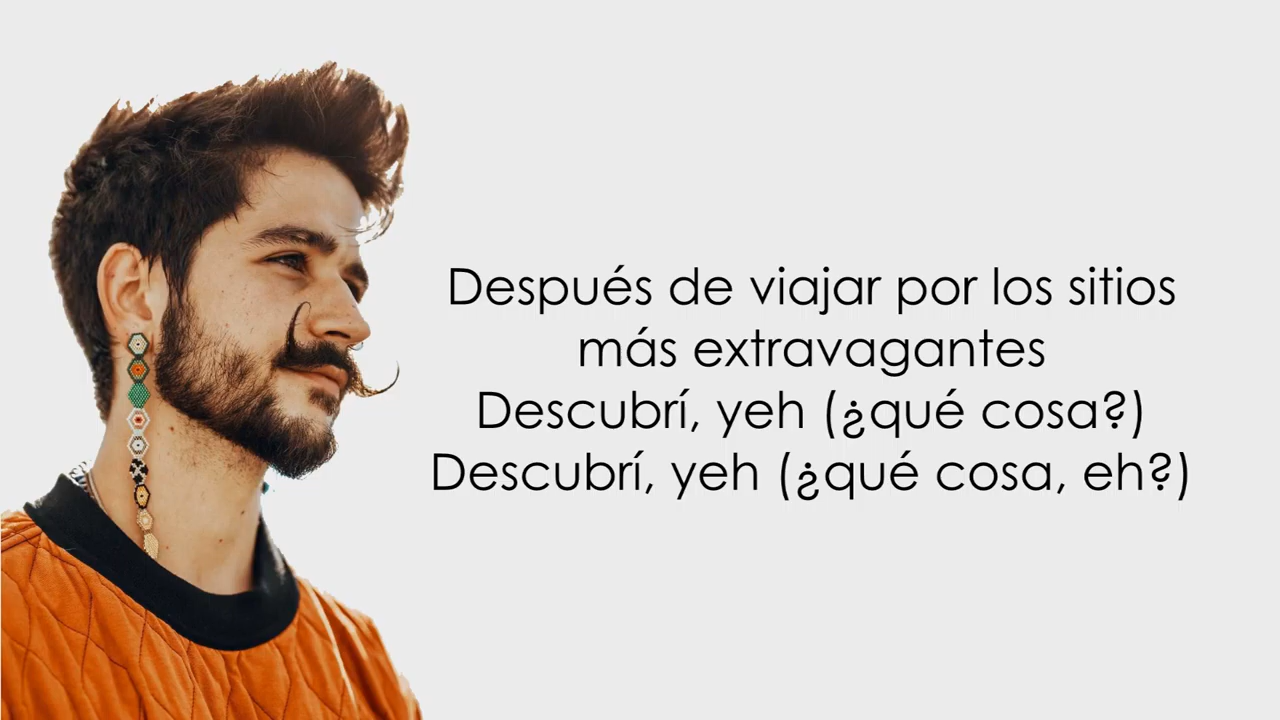 Después de viajar por los sitios
más extravagantes
Descubrí, yeh (¿qué cosa?)
Descubrí, yeh (¿qué cosa, eh?)